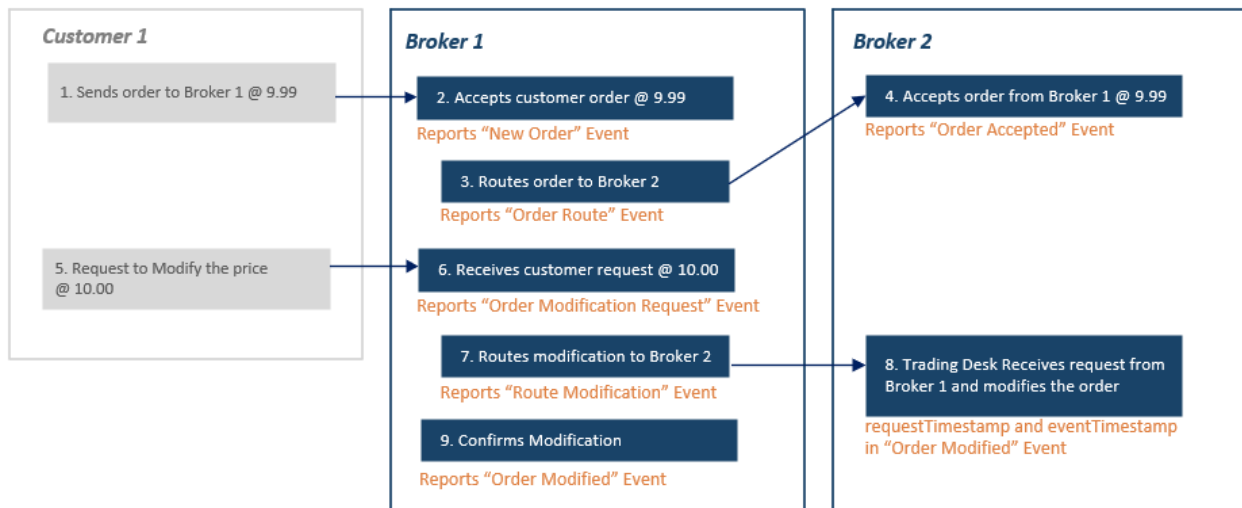 Customer 1
1. Sends order to Broker 1 @ 9.99
5. Request to Modify the price
@ 10.00
Broker 1
2. Accepts customer order @ 9.99
Reports “New Order” Event
3. Routes order to Broker 2
Reports “Order Route” Event
6. Receives customer request @ 10.00
Reports “Order Modification Request” Event
7. Routes modification to Broker 2
Reports “Route Modification” Event
9. Confirms Modification
Reports “Order Modified” Event
Broker 2
4. Accepts order from Broker 1 @ 9.99
Reports “Order Accepted” Event
8. Trading Desk Receives request from
Broker 1 and modifies the order
requestTimestamp and eventTimestamp
in “Order Modified” Event